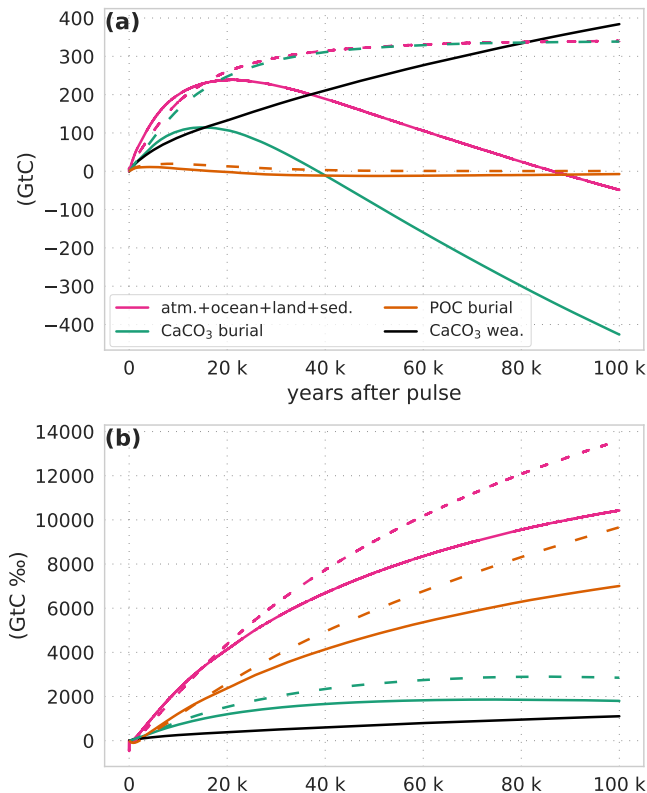 (a)
400
300
200
100
0
−100
−200
−300
−400
(GtC)
atm.+ocean+land+sed.
CaCO₃ burial
POC burial
CaCO₃ wea.
0 20 k 40 k 60 k 80 k 100 k
years after pulse
(b)
14000
12000
10000
8000
6000
4000
2000
0
(GtC ‰)
0 20 k 40 k 60 k 80 k 100 k